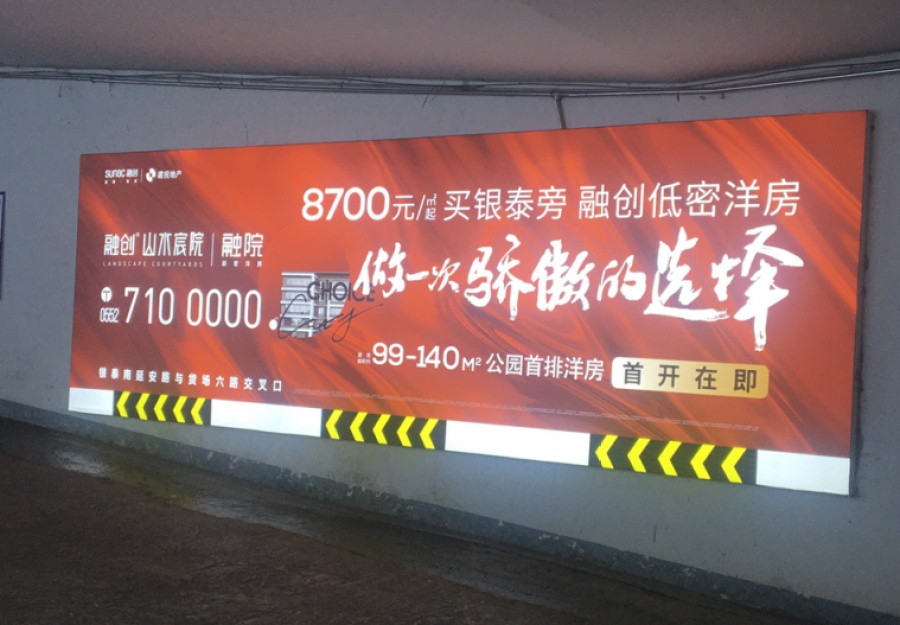 sunac 融创
8700元/㎡起 买银泰旁 融创低密洋房
融创 山水宸院 | 融院
LANDSCAPE COURTYARDS
做一次骄傲的选择
CHOICE
City
T 0552 710 0000
99-140M² 公园首排洋房 首开在即
银泰南延安路与货场六路交叉口